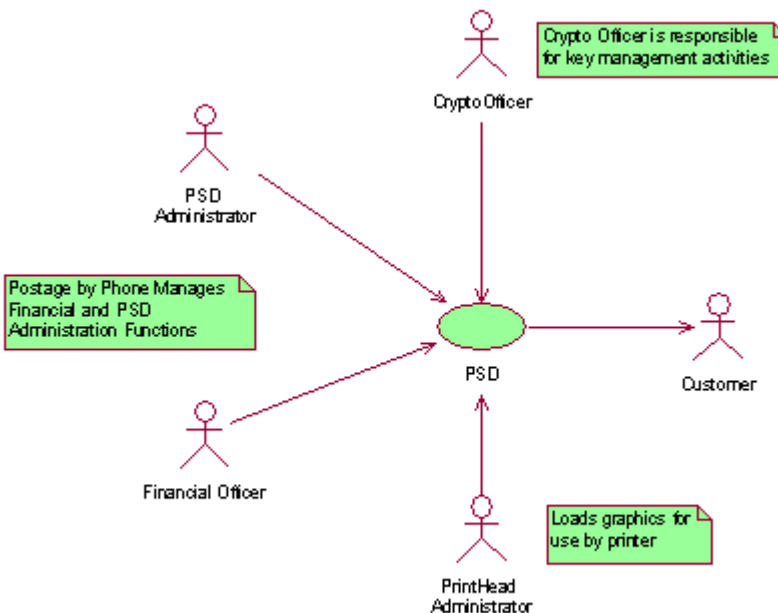 Crypto Officer is responsible
for key management activities
Crypto Officer
PSD
Administrator
Postage by Phone Manages
Financial and PSD
Administration Functions
PSD
Customer
Financial Officer
Loads graphics for
use by printer
PrintHead
Administrator